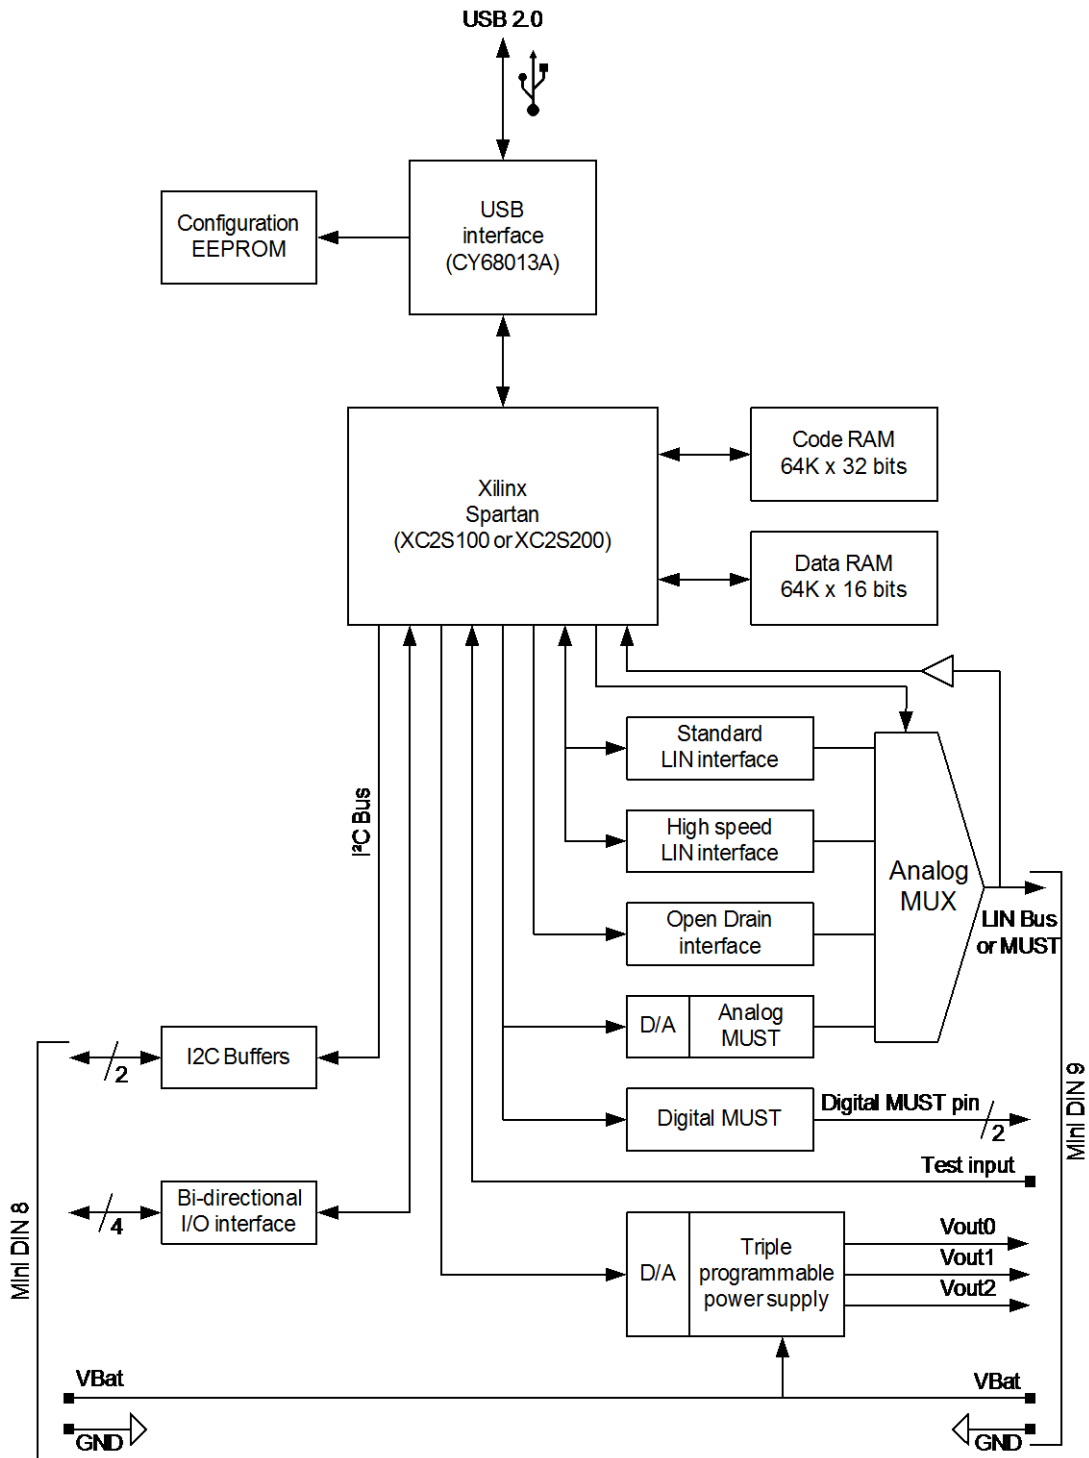 USB 2.0
USB
interface
(CY68013A)
Configuration
EEPROM
Xilinx
Spartan
(XC2S100 or XC2S200)
Code RAM
64K x 32 bits
Data RAM
64K x 16 bits
Standard
LIN interface
High speed
LIN interface
Open Drain
interface
D/A
Analog
MUST
Analog
MUX
LIN Bus
or MUST
I²C Bus
I2C Buffers
2
Digital MUST
Digital MUST pin
2
Test input
Bi-directional
I/O interface
4
D/A
Triple
programmable
power supply
Vout0
Vout1
Vout2
Mini DIN 8
Mini DIN 9
VBat
VBat
GND
GND